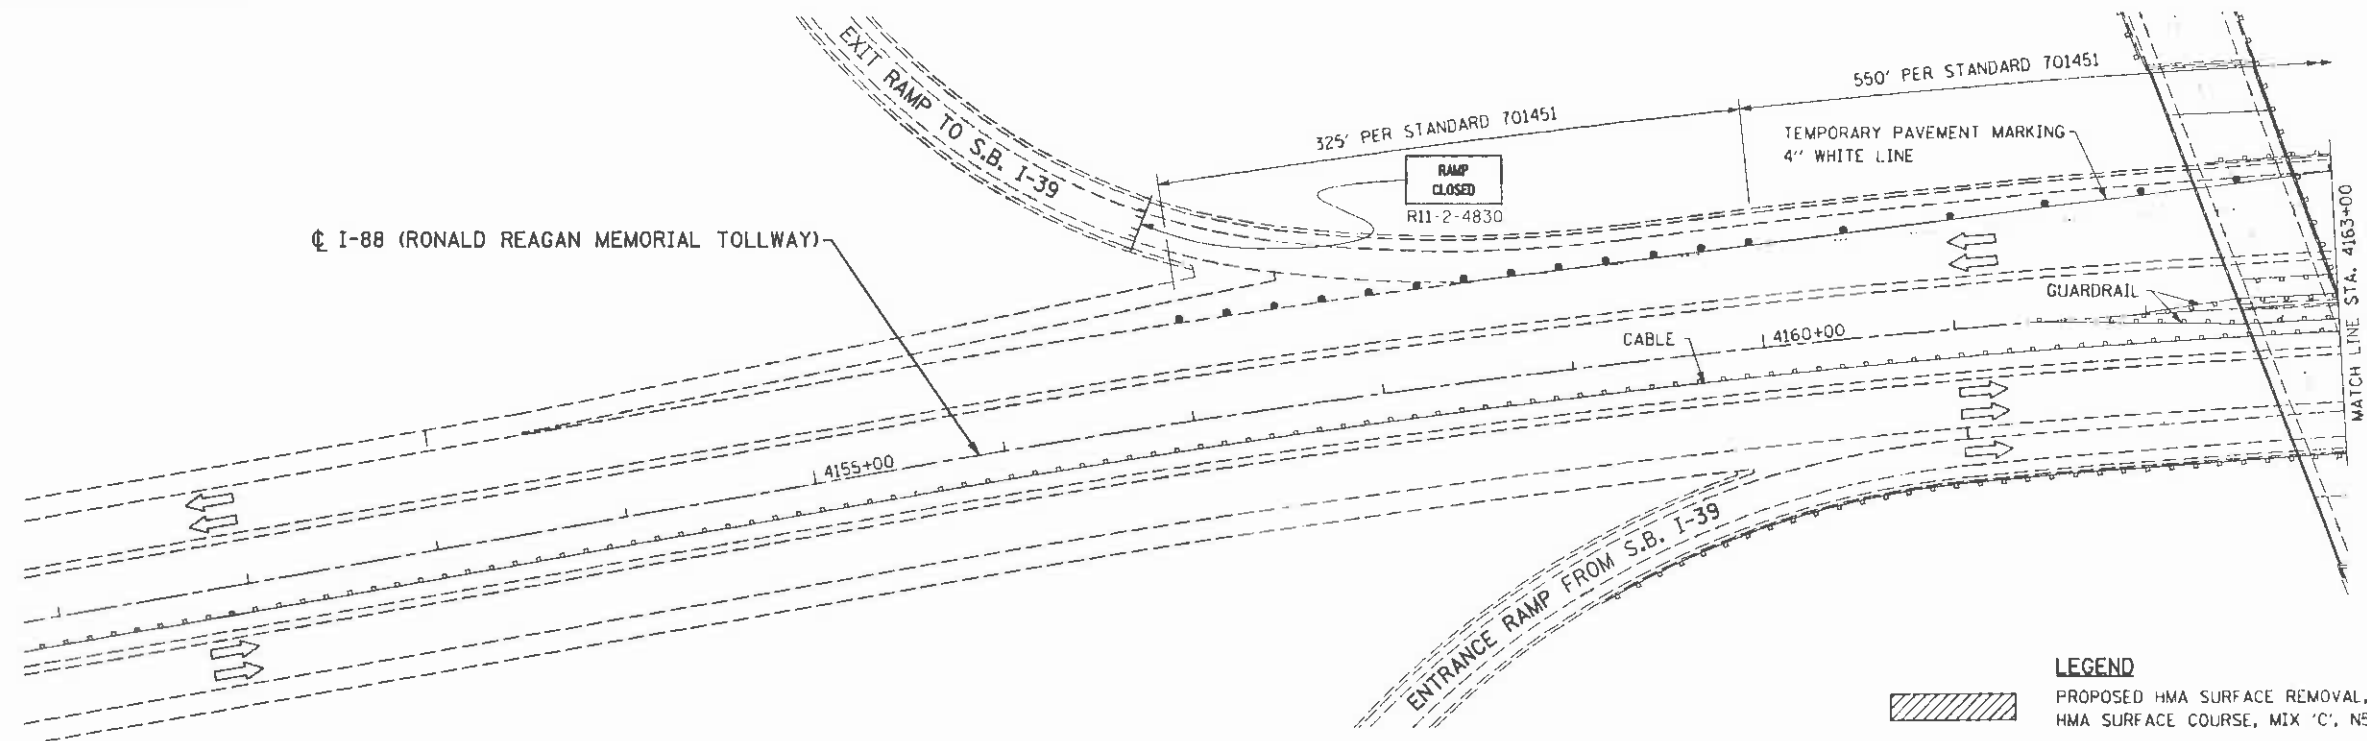 EXIT RAMP TO S.B. I-39
550' PER STANDARD 701451
325' PER STANDARD 701451
TEMPORARY PAVEMENT MARKING
4" WHITE LINE
RAMP
CLOSED
R11-2-4830
℄ I-88 (RONALD REAGAN MEMORIAL TOLLWAY)
MATCH LINE STA. 4163+00
GUARDRAIL
CABLE
4160+00
4155+00
ENTRANCE RAMP FROM S.B. I-39
LEGEND
PROPOSED HMA SURFACE REMOVAL,
HMA SURFACE COURSE, MIX 'C',